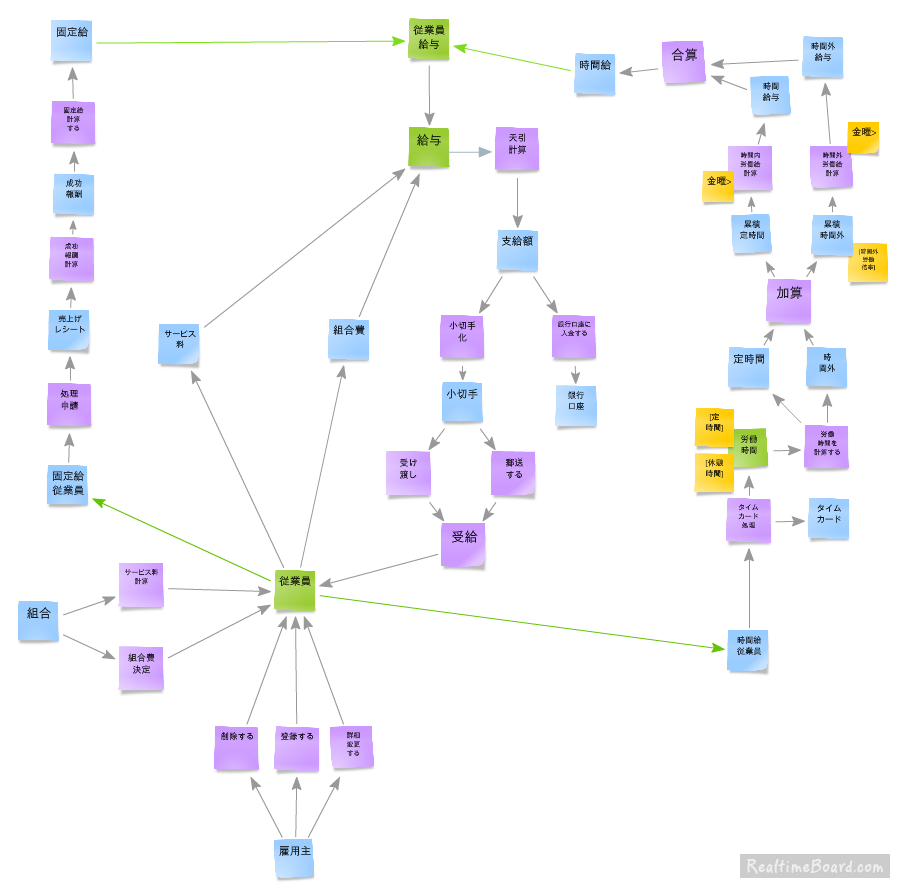 固定給
従業員
給与
時間給
合算
時間外
給与
時間
給与
固定給
計算
する
給与
天引
計算
金曜>
時間内
労働給
計算
時間外
労働給
計算
金曜>
成功
報酬
累積
定時間
累積
時間外
成功
報酬
計算
支給額
[時間外
労働
倍率]
加算
売上げ
レシート
サービス
料
組合費
小切手
化
銀行口座に
入金する
定時間
時
間外
処理
申請
小切手
銀行
口座
[定
時間]
労働
時間
労働
時間を
計算する
[休憩
時間]
固定給
従業員
受け
渡し
郵送
する
タイム
カード
処理
タイム
カード
受給
サービス料
計算
従業員
組合
組合費
決定
時間給
従業員
削除する
登録する
詳細
変更
する
雇用主
RealtimeBoard.com